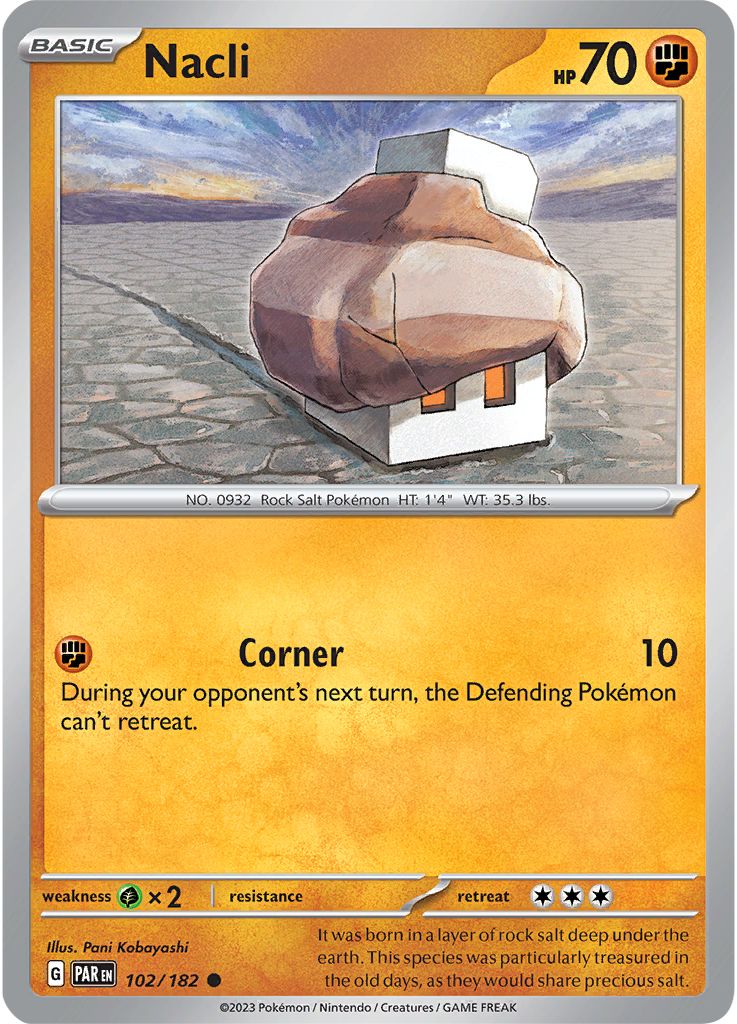 BASIC Nacli HP 70
NO. 0932 Rock Salt Pokémon HT: 1'4" WT: 35.3 lbs.
Corner 10
During your opponent's next turn, the Defending Pokémon
can't retreat.
weakness ×2 resistance retreat
Illus. Pani Kobayashi
G PAR EN 102/182
It was born in a layer of rock salt deep under the
earth. This species was particularly treasured in
the old days, as they would share precious salt.
©2023 Pokémon / Nintendo / Creatures / GAME FREAK